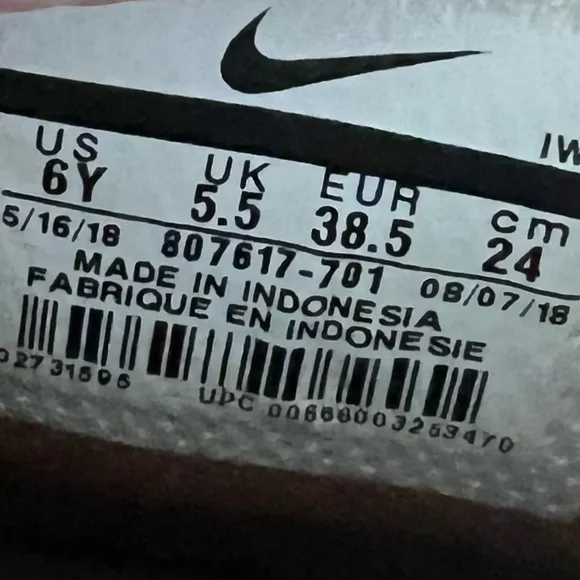 IW
US UK EUR cm
6Y 5.5 38.5 24
5/16/18 807617-701 08/07/18
MADE IN INDONESIA
FABRIQUE EN INDONESIE
UPC